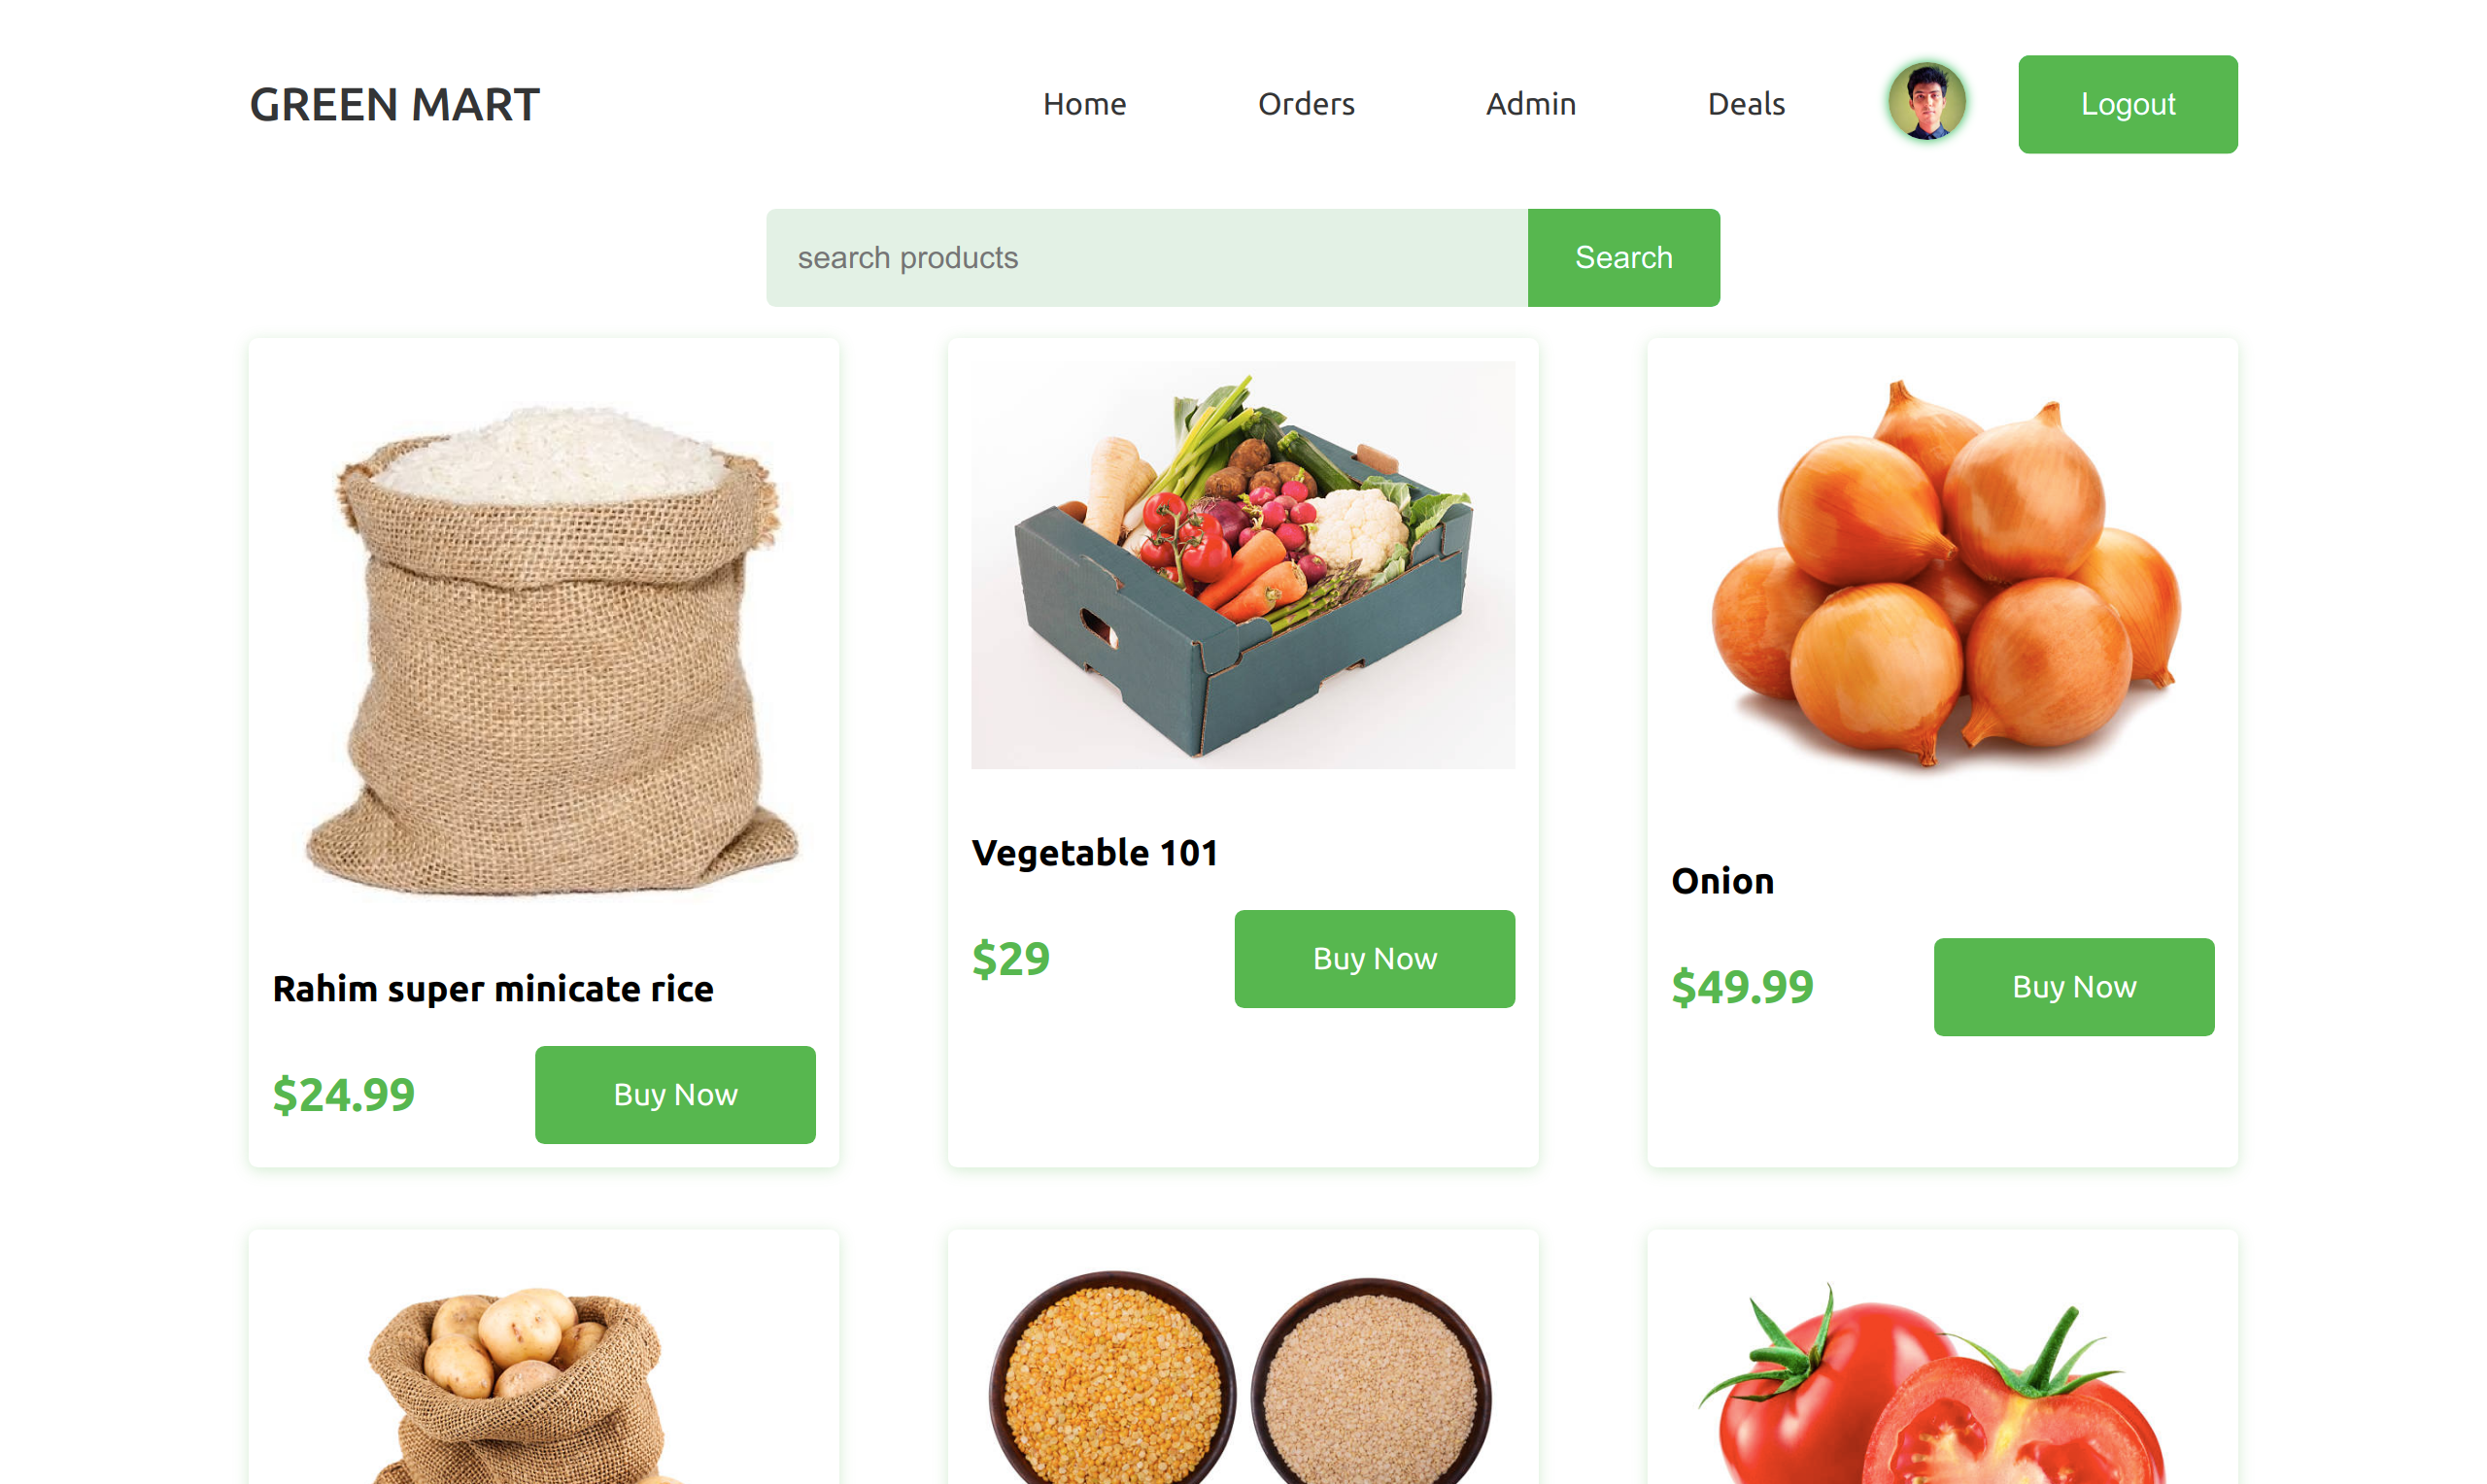 GREEN MART
Home
Orders
Admin
Deals
Logout
search products
Search
Rahim super minicate rice
$24.99
Buy Now
Vegetable 101
$29
Buy Now
Onion
$49.99
Buy Now